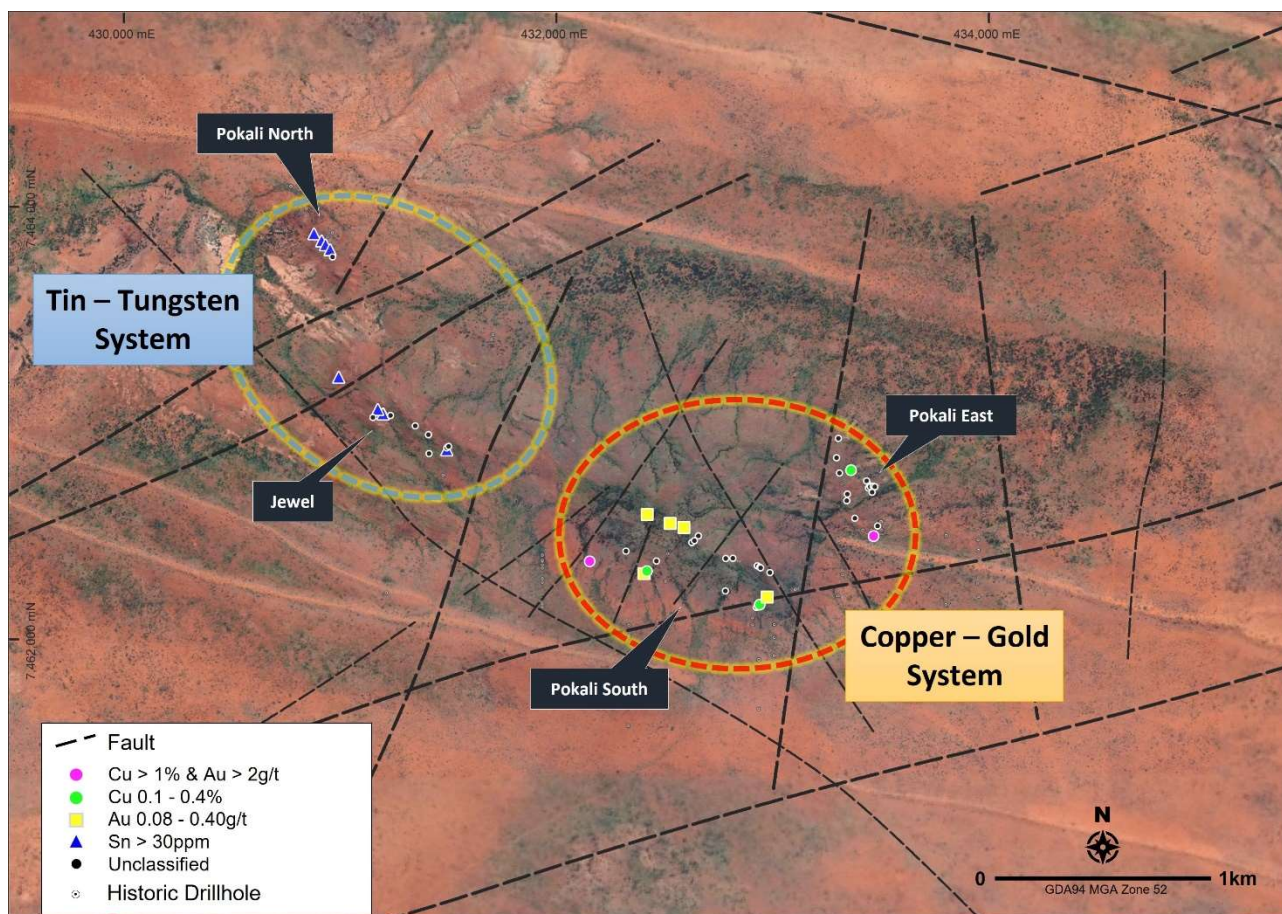 430,000 mE
432,000 mE
434,000 mE
7,464,000 mN
7,462,000 mN
Pokali North
Tin – Tungsten
System
Jewel
Pokali East
Pokali South
Copper – Gold
System
Fault
Cu > 1% & Au > 2g/t
Cu 0.1 - 0.4%
Au 0.08 - 0.40g/t
Sn > 30ppm
Unclassified
Historic Drillhole
N
0
1km
GDA94 MGA Zone 52